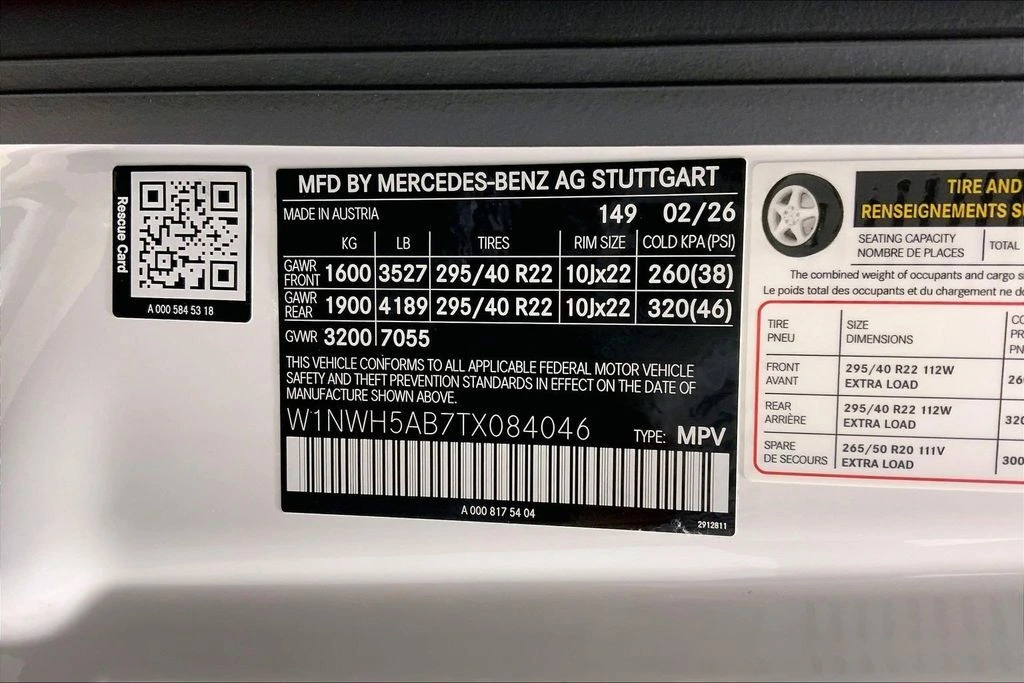 Rescue Card
A 000 584 53 18
MFD BY MERCEDES-BENZ AG STUTTGART
MADE IN AUSTRIA 149 02/26
KG LB TIRES RIM SIZE COLD KPA (PSI)
GAWR FRONT 1600 3527 295/40 R22 10Jx22 260(38)
GAWR REAR 1900 4189 295/40 R22 10Jx22 320(46)
GVWR 3200 7055
THIS VEHICLE CONFORMS TO ALL APPLICABLE FEDERAL MOTOR VEHICLE
SAFETY AND THEFT PREVENTION STANDARDS IN EFFECT ON THE DATE OF
MANUFACTURE SHOWN ABOVE.
W1NWH5AB7TX084046 TYPE: MPV
A 000 817 54 04
2912811
TIRE AND
RENSEIGNEMENTS
SEATING CAPACITY
NOMBRE DE PLACES
TOTAL
The combined weight of occupants and cargo
Le poids total des occupants et du chargement ne
TIRE
PNEU
SIZE
DIMENSIONS
FRONT
AVANT
295/40 R22 112W
EXTRA LOAD
REAR
ARRIÈRE
295/40 R22 112W
EXTRA LOAD
320
SPARE
DE SECOURS
265/50 R20 111V
EXTRA LOAD
300